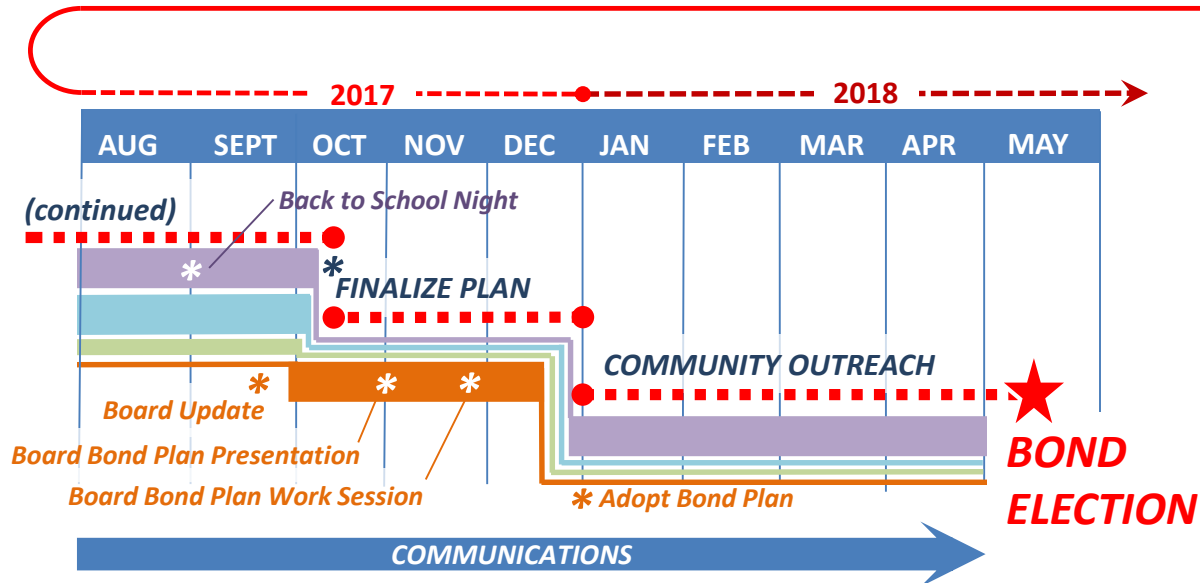 2017 2018
AUG SEPT OCT NOV DEC JAN FEB MAR APR MAY
Back to School Night
(continued)
*
*
FINALIZE PLAN
COMMUNITY OUTREACH
* * *
Board Update
Board Bond Plan Presentation
Board Bond Plan Work Session
* Adopt Bond Plan
BOND
ELECTION
COMMUNICATIONS